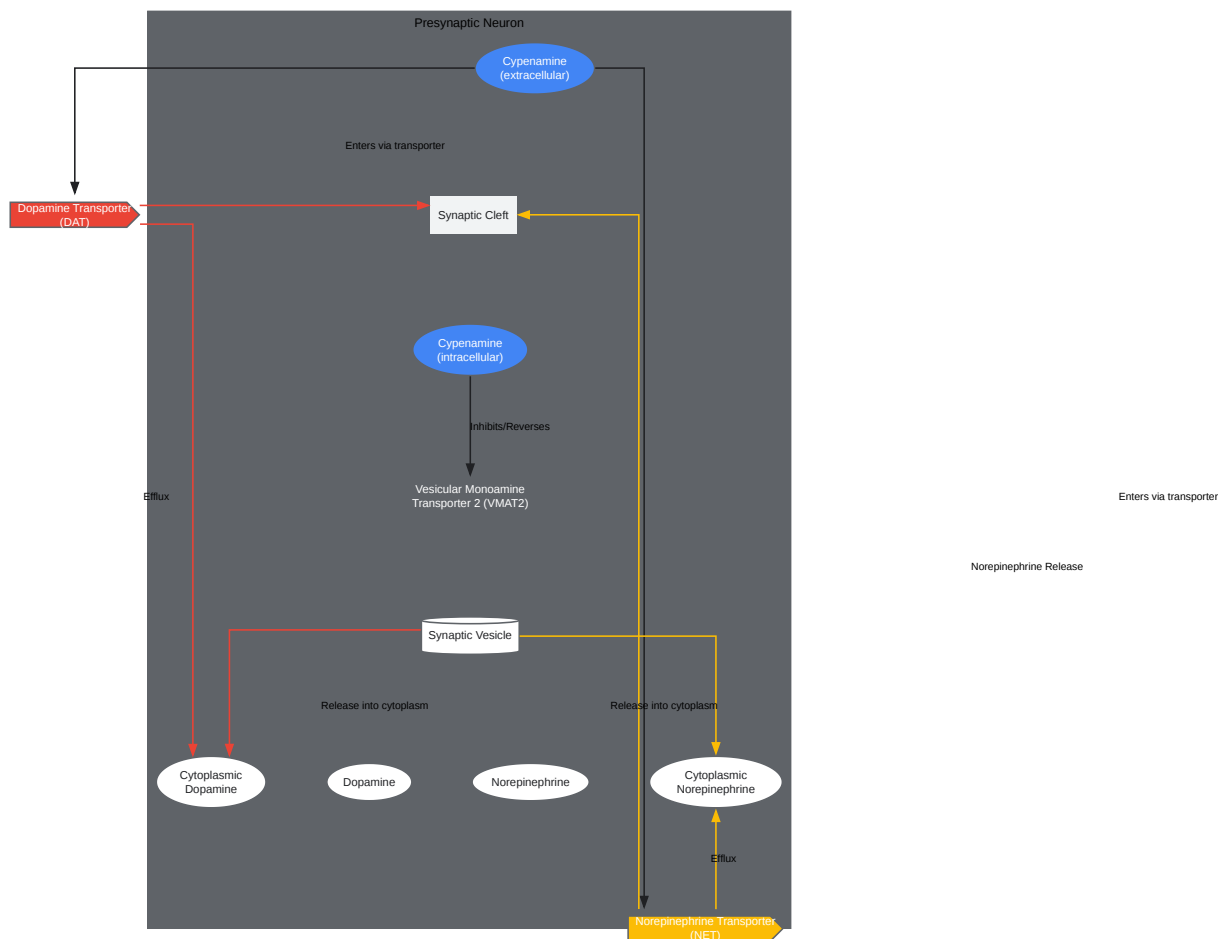 Presynaptic Neuron
Cypenamine
(extracellular)
Enters via transporter
Dopamine Transporter
(DAT)
Synaptic Cleft
Cypenamine
(intracellular)
Inhibits/Reverses
Vesicular Monoamine
Transporter 2 (VMAT2)
Efflux
Enters via transporter
Norepinephrine Release
Synaptic Vesicle
Release into cytoplasm
Release into cytoplasm
Cytoplasmic
Dopamine
Dopamine
Norepinephrine
Cytoplasmic
Norepinephrine
Efflux
Norepinephrine Transporter
(NET)